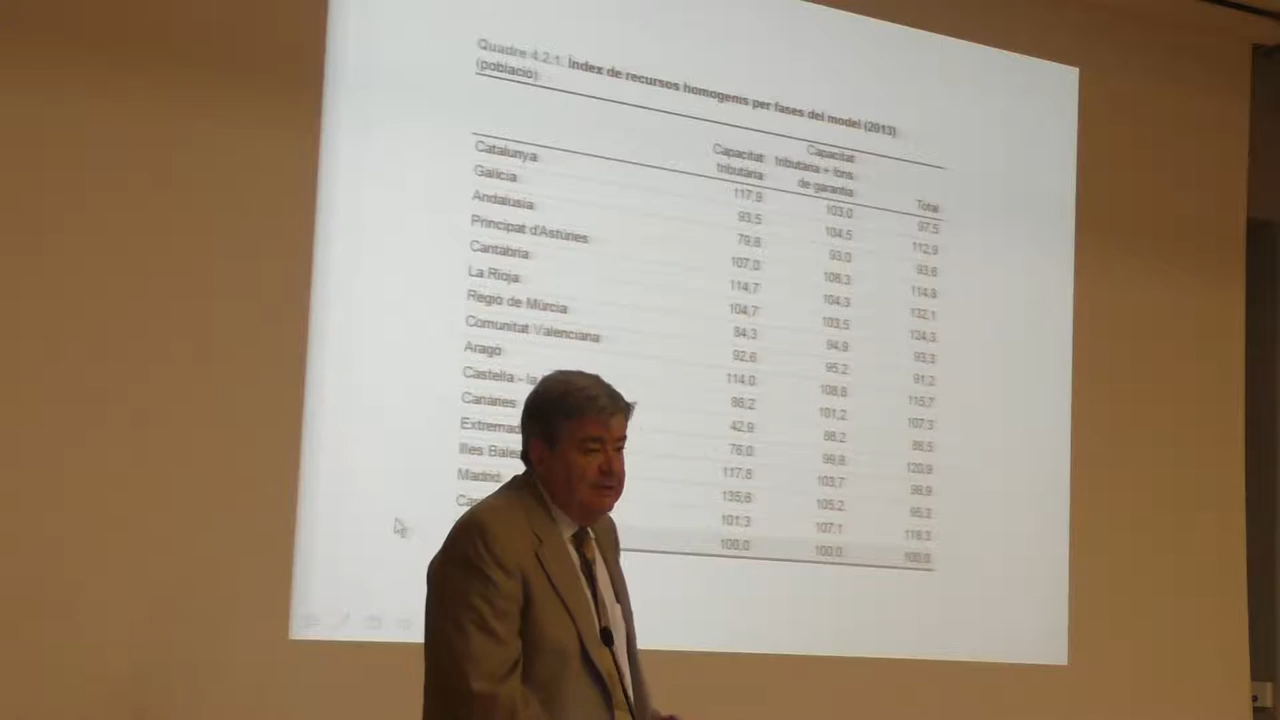 Quadre 4.2.1. Índex de recursos homogenis per fases del model (2013)
(població)
Capacitat tributària Capacitat tributària + fons de garantia Total
Catalunya 117,9 103,0 97,5
Galícia 93,5 104,5 112,9
Andalusia 79,8 93,0 93,6
Principat d'Astúries 107,0 106,3 114,8
Cantàbria 114,7 104,3 132,1
La Rioja 104,7 103,5 124,3
Regió de Múrcia 84,3 94,9 93,3
Comunitat Valenciana 92,6 95,2 91,2
Aragó 114,0 108,6 115,7
Castella - la 86,2 101,2 107,3
Canàries 42,9 88,2 88,5
Extremad 76,0 99,8 120,9
Illes Bale 117,8 103,7 98,9
Madrid 135,6 105,2 95,3
Ca 101,3 107,1 118,3
100,0 100,0 100,0